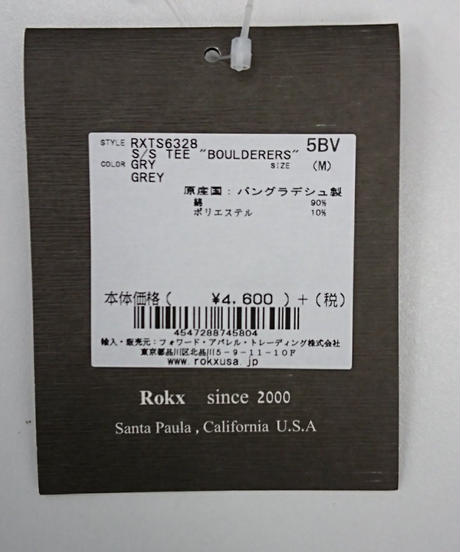 STYLE RXTS6328 5BV
S/S TEE "BOULDERERS"
COLOR GRY SIZE (M)
GREY
原産国：バングラデシュ製
綿 90%
ポリエステル 10%
本体価格( ¥4,600 )+(税)
4547288745804
輸入・販売元：フォワード・アパレル・トレーディング株式会社
東京都品川区北品川5-9-11-10F
www.rokxusa.jp
Rokx since 2000
Santa Paula , California U.S.A